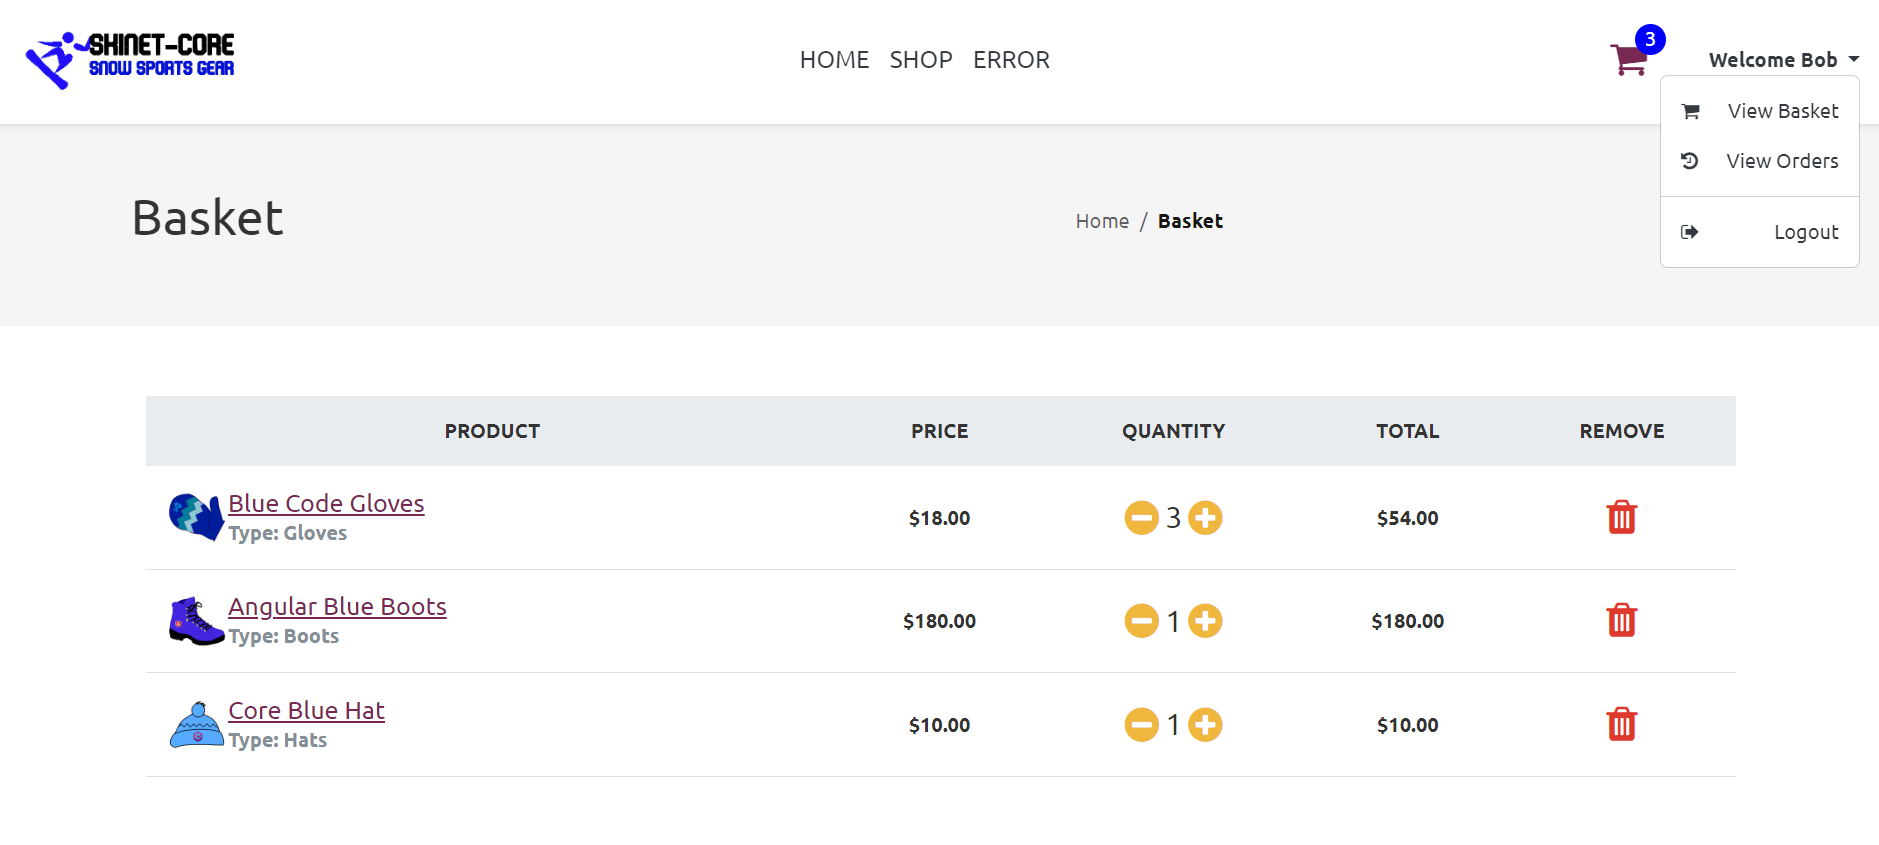 SHINET-CORE
SNOW SPORTS GEAR
HOME SHOP ERROR
3
Welcome Bob
View Basket
View Orders
Logout
Basket
Home / Basket
PRODUCT PRICE QUANTITY TOTAL REMOVE
Blue Code Gloves
Type: Gloves
$18.00 3 $54.00
Angular Blue Boots
Type: Boots
$180.00 1 $180.00
Core Blue Hat
Type: Hats
$10.00 1 $10.00